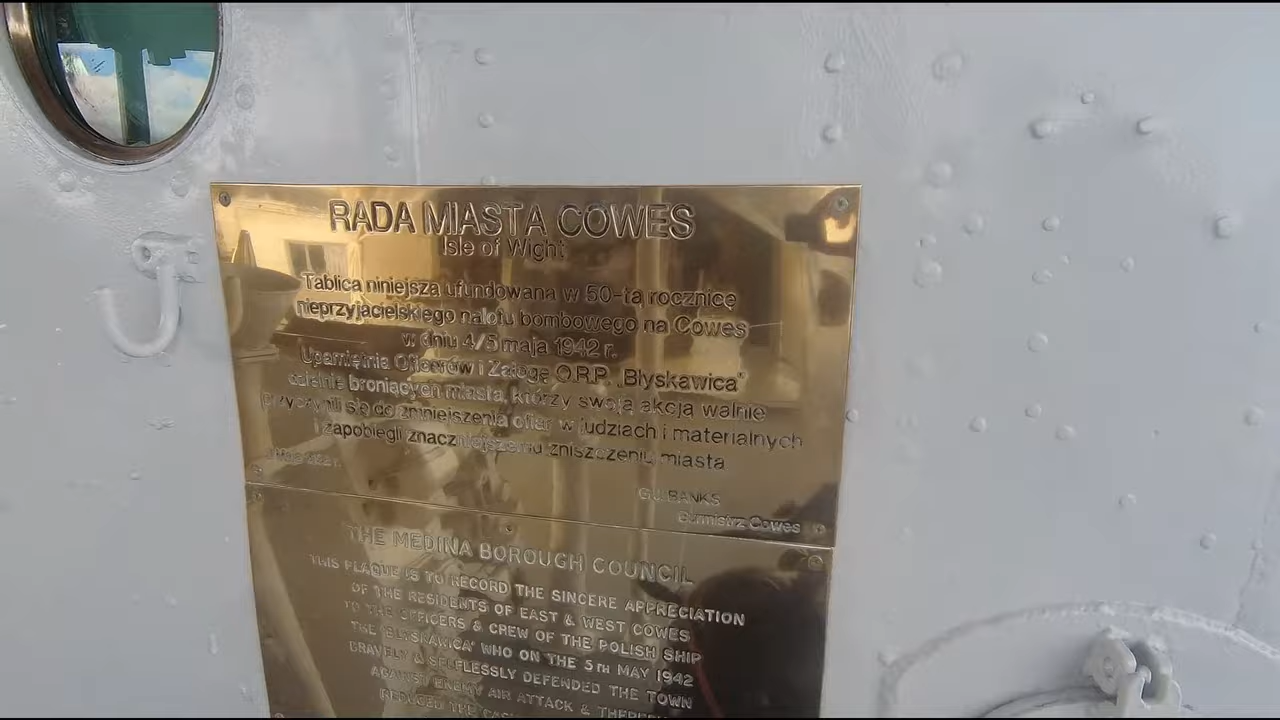 RADA MIASTA COWES
Isle of Wight
Tablica niniejsza ufundowana w 50-tą rocznicę
nieprzyjacielskiego nalotu bombowego na Cowes
w dniu 4/5 maja 1942 r.
Upamiętnia Oficerów i Załogę O.R.P. „Błyskawica"
dzielnie broniących miasta, którzy swoją akcją walnie
przyczynili się do zmniejszenia ofiar w ludziach i materialnych
i zapobiegli znaczniejszemu zniszczeniu miasta
BANKS
Burmistrz Cowes
THE MEDINA BOROUGH COUNCIL
THIS PLAQUE IS TO RECORD THE SINCERE APPRECIATION
OF THE RESIDENTS OF EAST & WEST COWES
TO THE OFFICERS & CREW OF THE POLISH SHIP
THE 'BLYSKAWICA' WHO ON THE 5TH MAY 1942
BRAVELY & SELFLESSLY DEFENDED THE TOWN
AGAINST ENEMY AIR ATTACK &
REDUCED THE